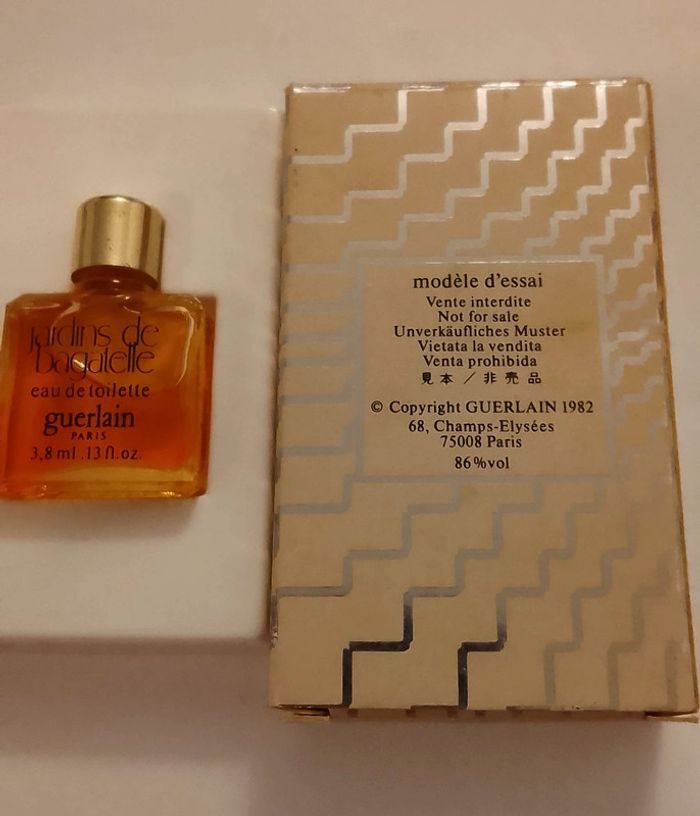 jardins de
bagatelle
eau de toilette
guerlain
PARIS
3,8 ml .13 fl.oz.
modèle d'essai
Vente interdite
Not for sale
Unverkäufliches Muster
Vietata la vendita
Venta prohibida
見本 / 非売品
© Copyright GUERLAIN 1982
68, Champs-Elysées
75008 Paris
86%vol